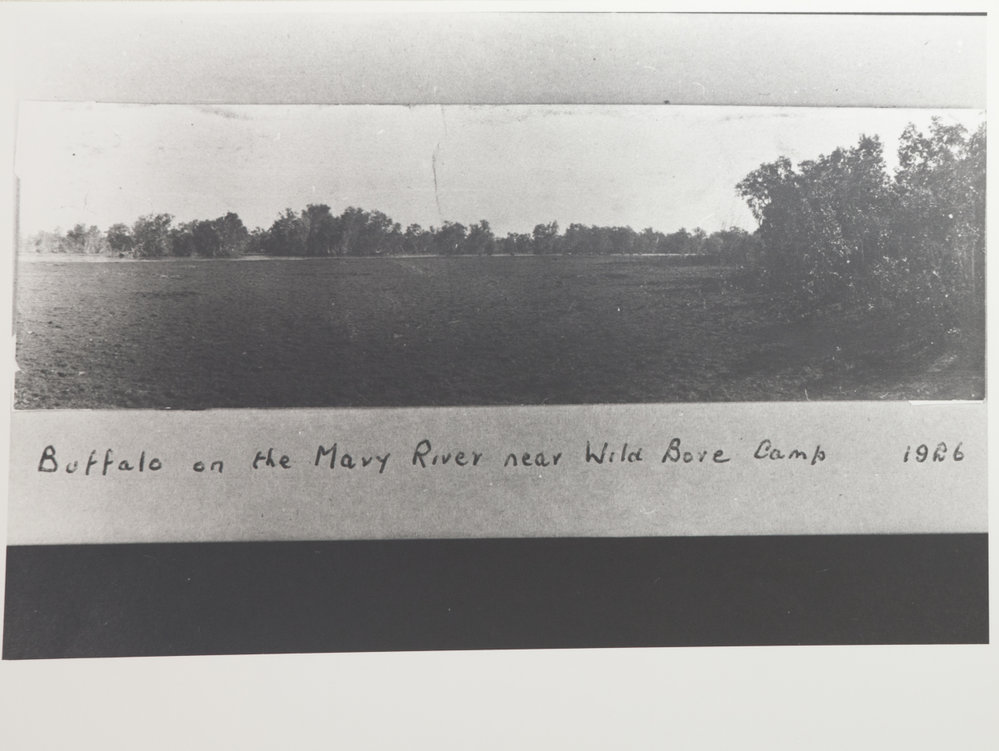 Buffalo on the Mary River near Wild Bore Camp 1926